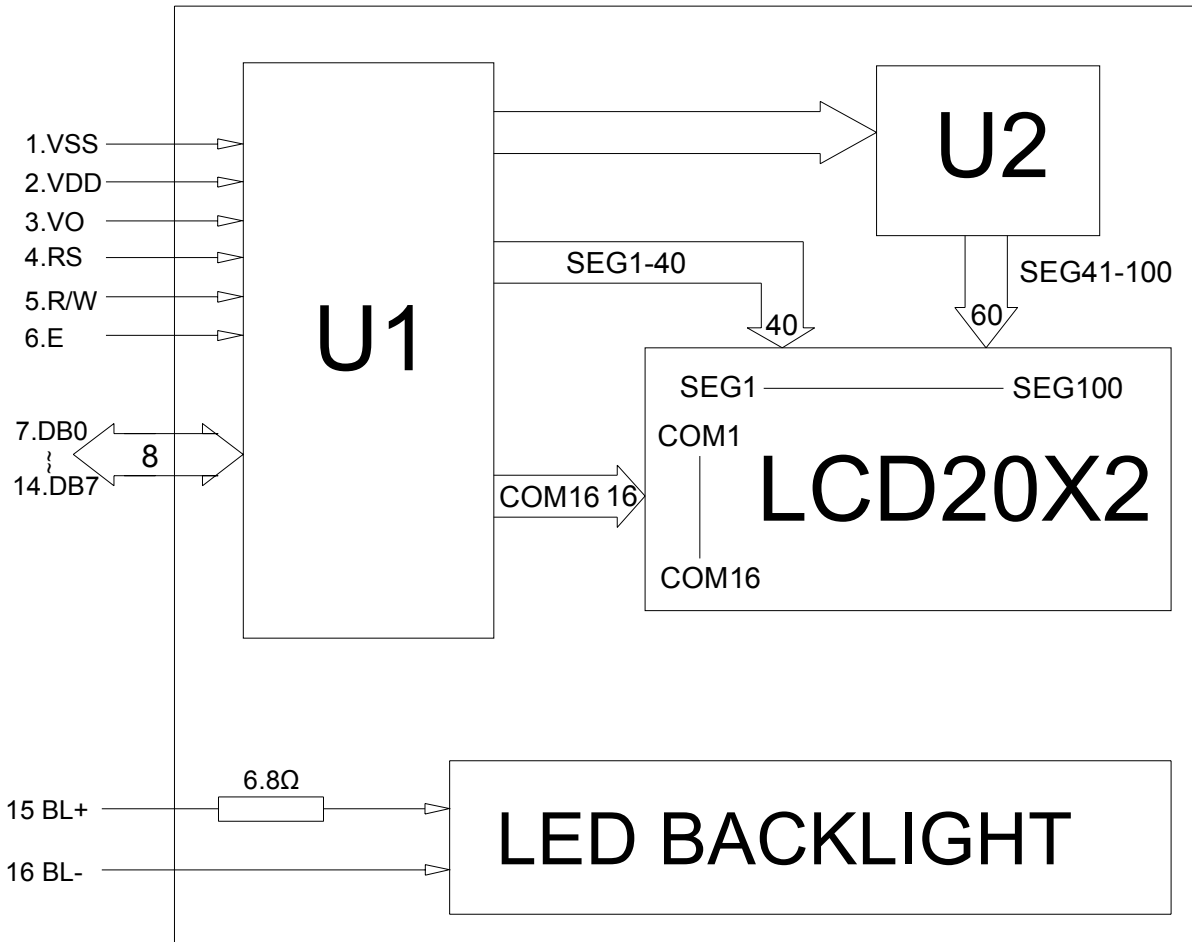 1.VSS
2.VDD
3.VO
4.RS
5.R/W
6.E
7.DB0
~
14.DB7
8
U1
U2
SEG1-40
40
SEG41-100
60
SEG1
SEG100
COM1
COM16
LCD20X2
COM16 16
15 BL+
6.8Ω
16 BL-
LED BACKLIGHT